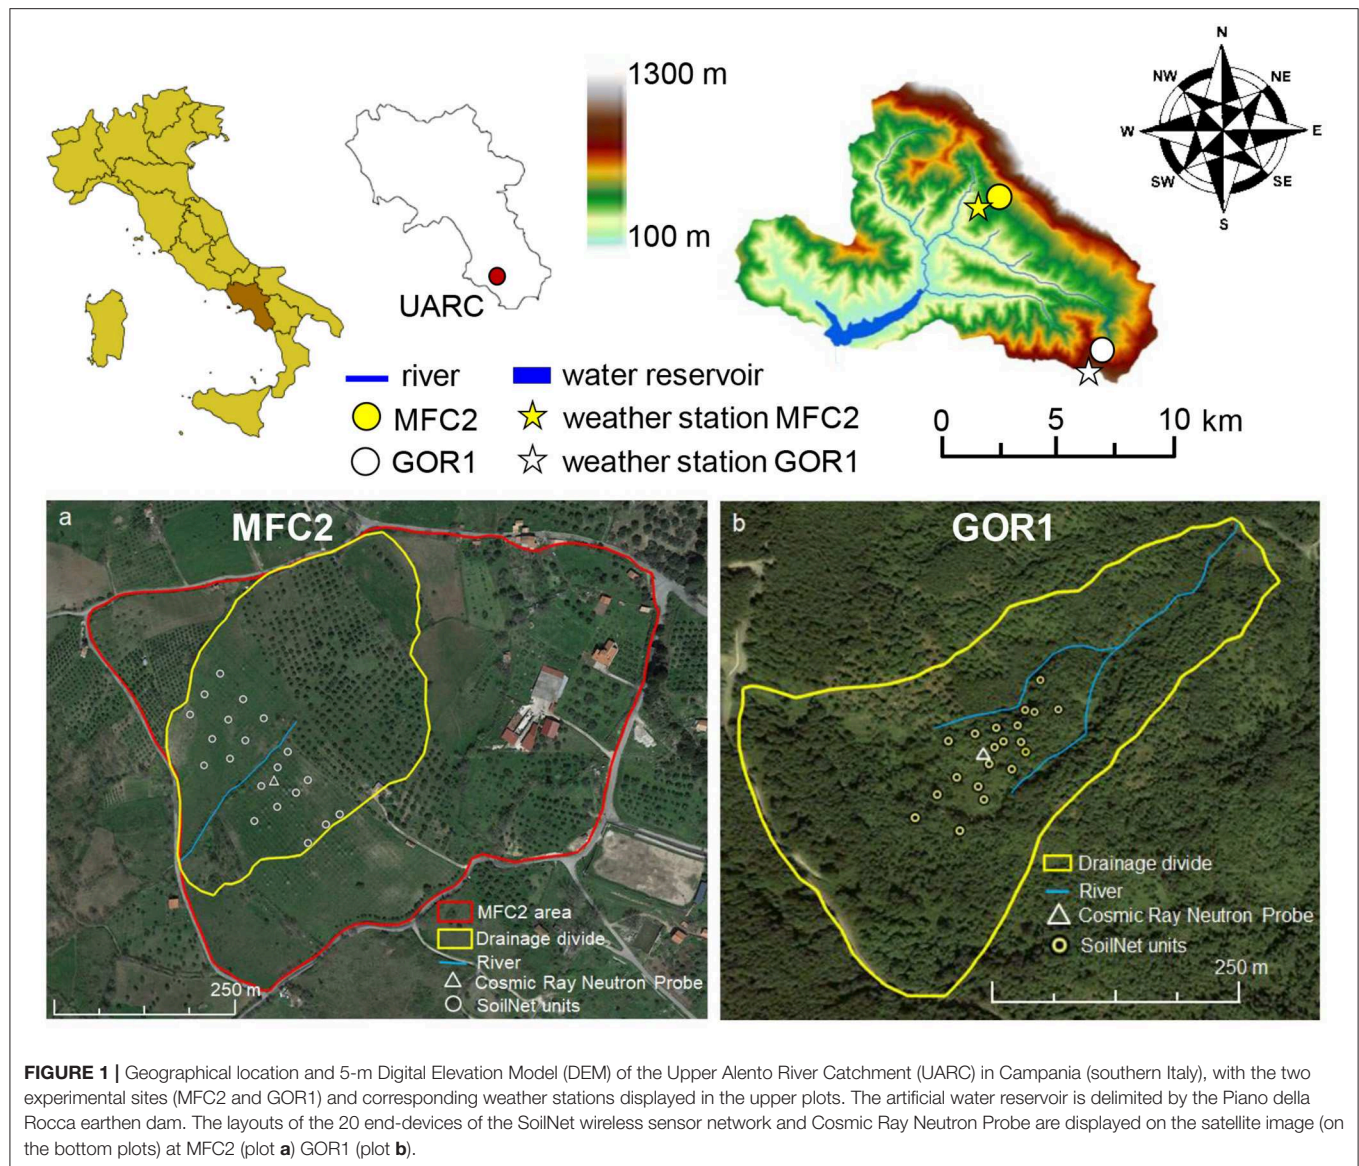 1300 m
100 m
N
NW
NE
W
E
SW
SE
S
UARC
river
water reservoir
MFC2
weather station MFC2
GOR1
weather station GOR1
0 5 10 km
a
MFC2
MFC2 area
Drainage divide
River
Cosmic Ray Neutron Probe
SoilNet units
250 m
b
GOR1
Drainage divide
River
Cosmic Ray Neutron Probe
SoilNet units
250 m
FIGURE 1 | Geographical location and 5-m Digital Elevation Model (DEM) of the Upper Alento River Catchment (UARC) in Campania (southern Italy), with the two
experimental sites (MFC2 and GOR1) and corresponding weather stations displayed in the upper plots. The artificial water reservoir is delimited by the Piano della
Rocca earthen dam. The layouts of the 20 end-devices of the SoilNet wireless sensor network and Cosmic Ray Neutron Probe are displayed on the satellite image (on
the bottom plots) at MFC2 (plot a) GOR1 (plot b).